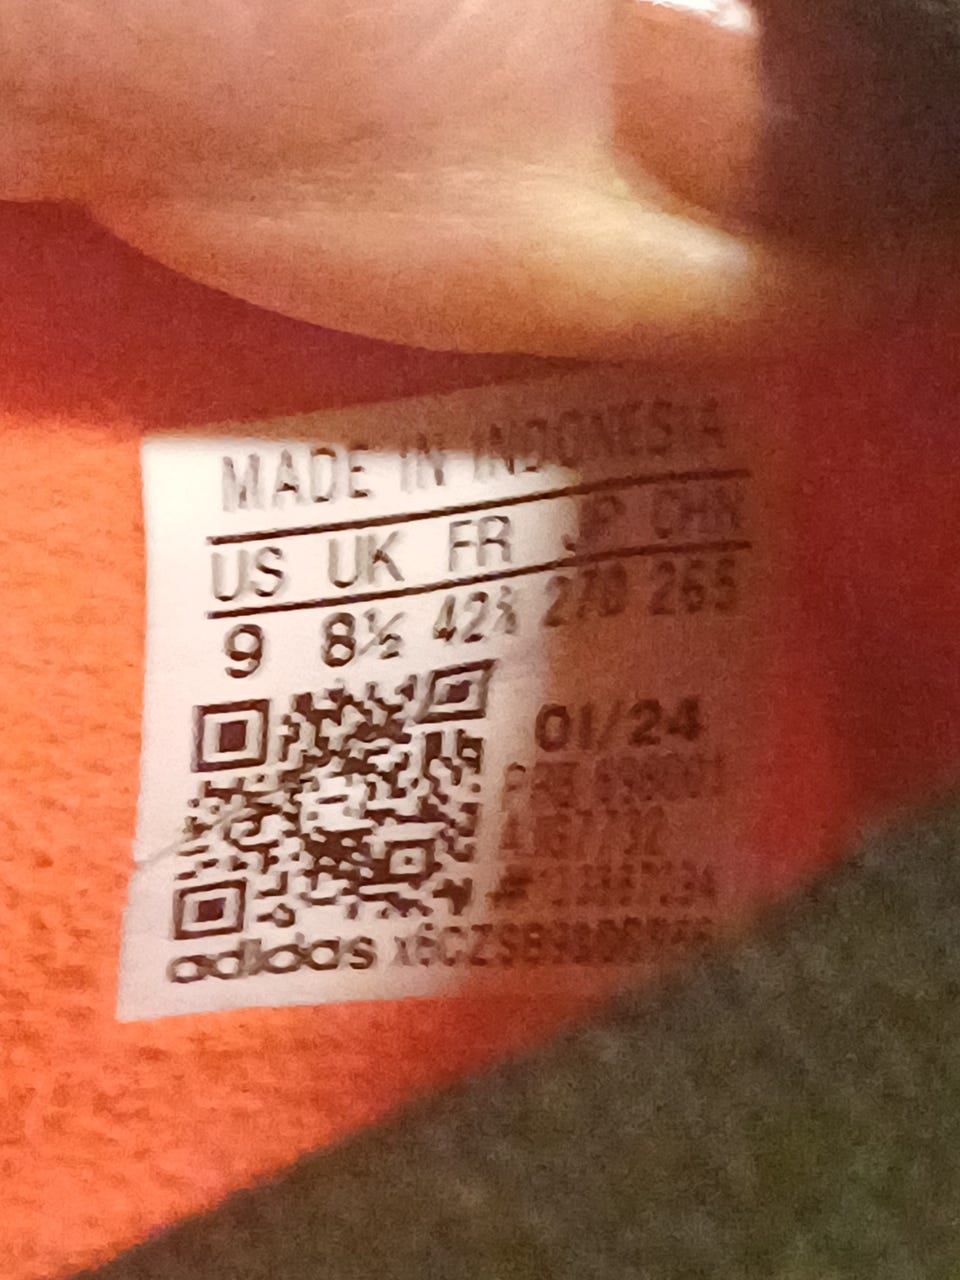 MADE IN INDONESIA
US UK FR JP CHN
9 8½ 42⅔ 270 265
01/24
adidas